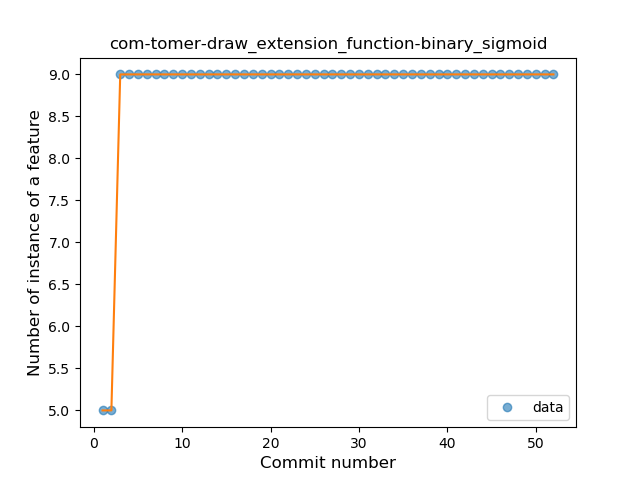 com-tomer-draw_extension_function-binary_sigmoid
Number of instance of a feature
9.0
8.5
8.0
7.5
7.0
6.5
6.0
5.5
5.0
data
0 10 20 30 40 50
Commit number